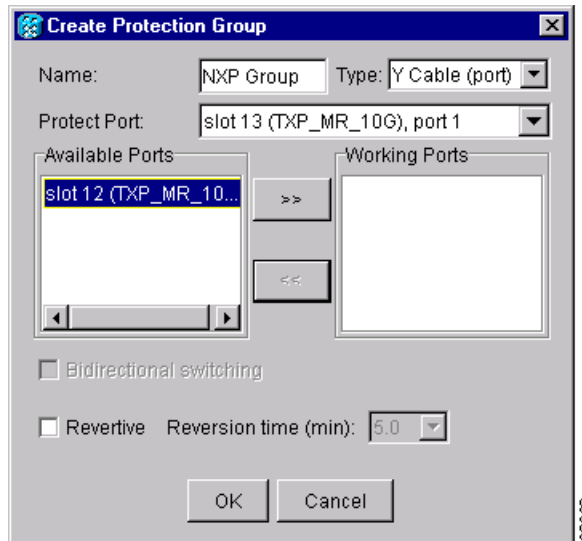 Create Protection Group
Name: NXP Group Type: Y Cable (port)
Protect Port: slot 13 (TXP_MR_10G), port 1
Available Ports Working Ports
slot 12 (TXP_MR_10...
>>
<<
Bidirectional switching
Revertive Reversion time (min): 5.0
OK Cancel